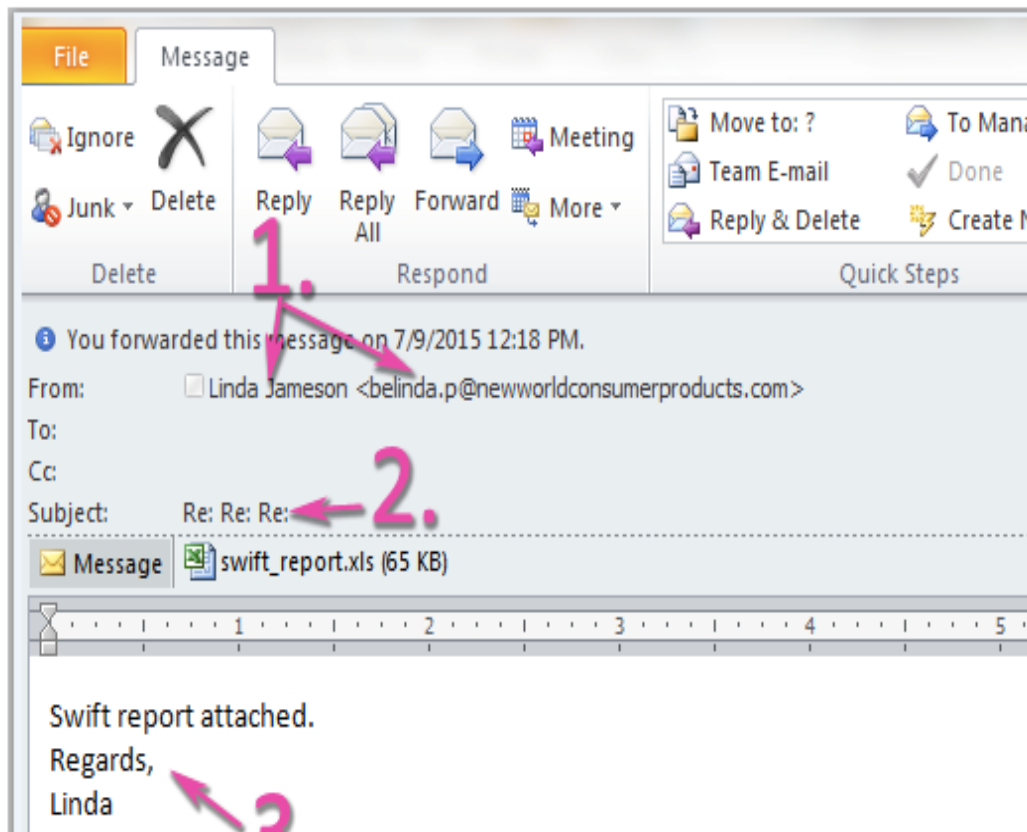 File Message
Ignore
Junk
Delete
Reply
Reply All
Forward
Meeting
More
Move to: ?
Team E-mail
Reply & Delete
To
Done
Create
Delete Respond Quick Steps
1.
You forwarded this message on 7/9/2015 12:18 PM.
From: Linda Jameson <belinda.p@newworldconsumerproducts.com>
To:
Cc:
Subject: Re: Re: Re:
2.
Message swift_report.xls (65 KB)
1 2 3 4 5
Swift report attached.
Regards,
Linda
3